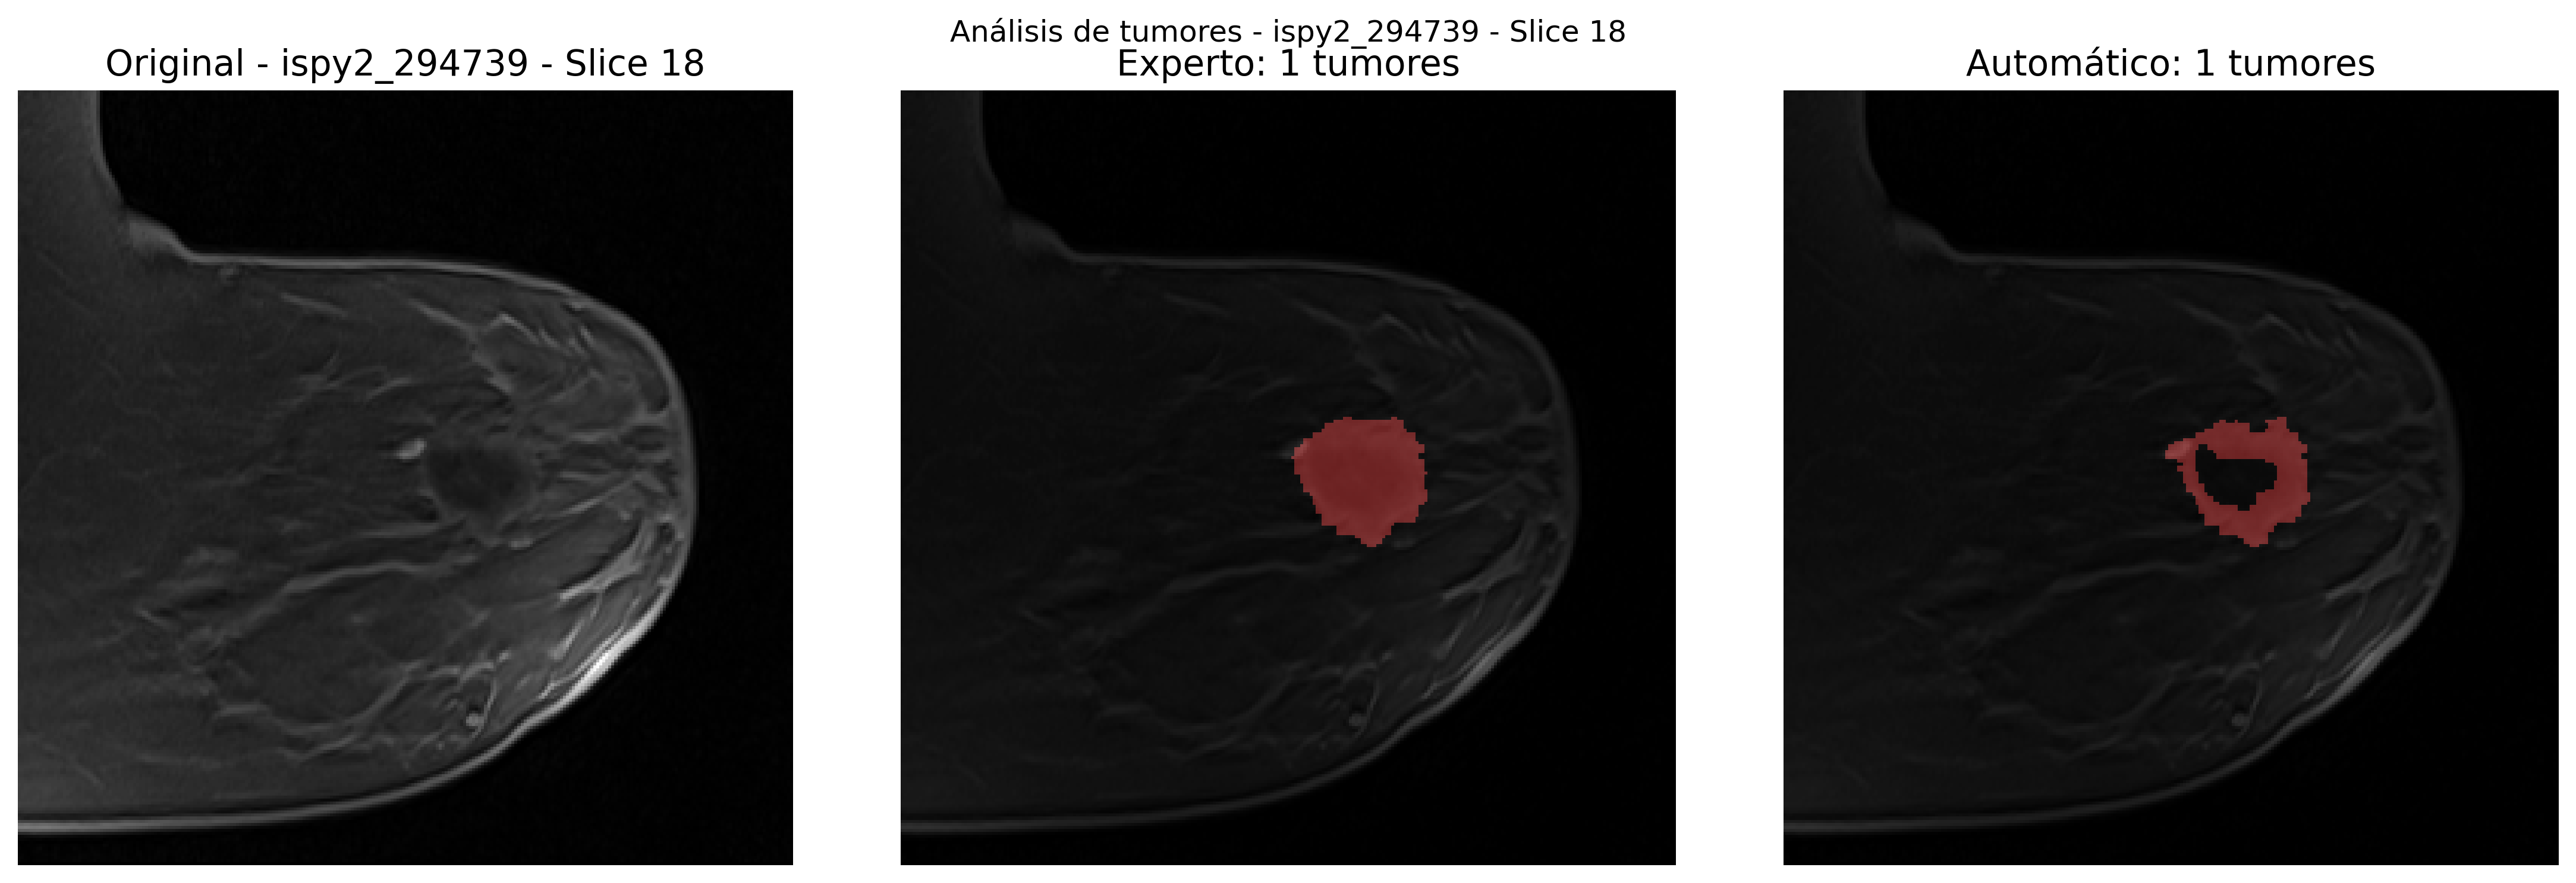 Análisis de tumores - ispy2_294739 - Slice 18
Original - ispy2_294739 - Slice 18
Experto: 1 tumores
Automático: 1 tumores